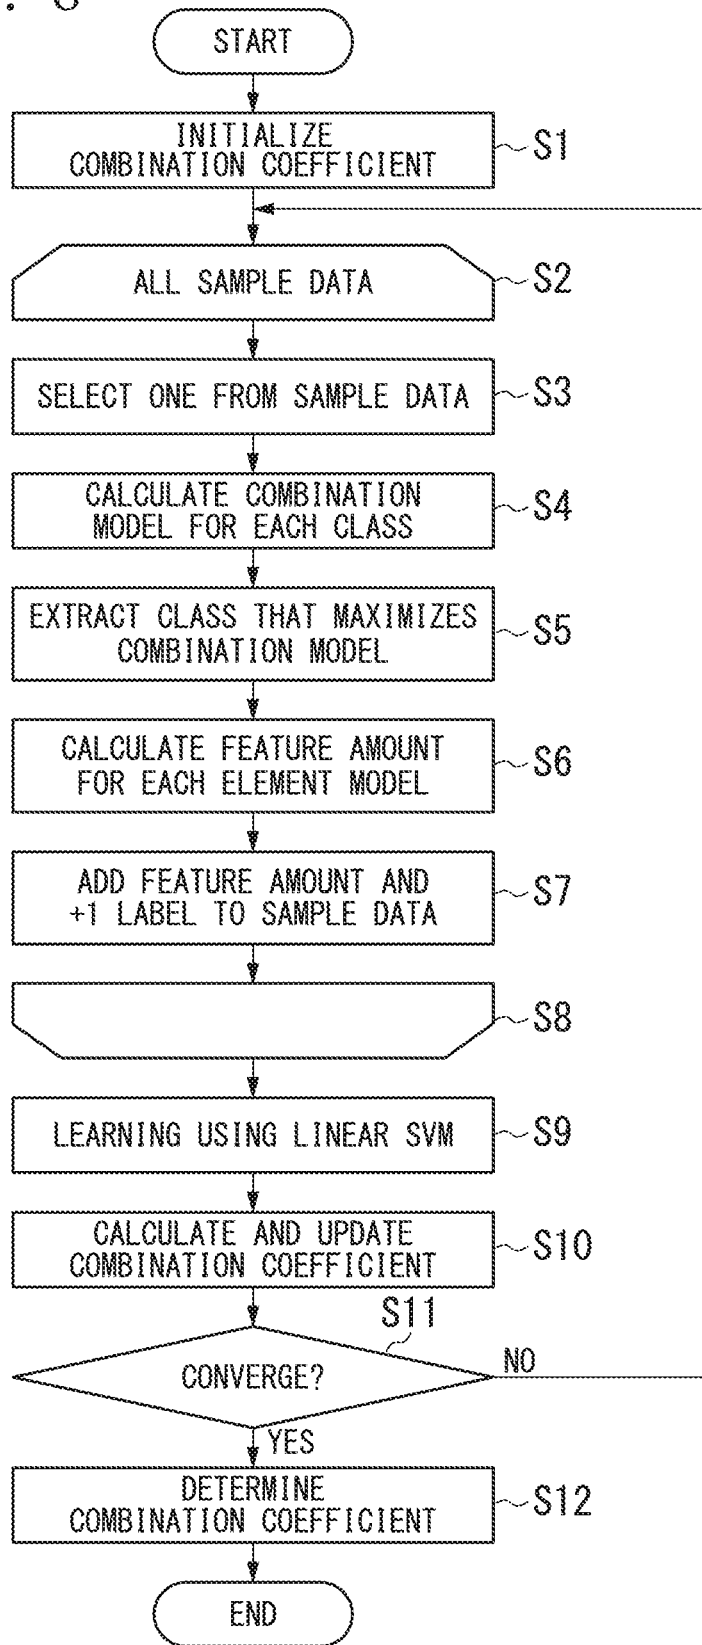 START
INITIALIZE
COMBINATION COEFFICIENT
S1
ALL SAMPLE DATA
S2
SELECT ONE FROM SAMPLE DATA
S3
CALCULATE COMBINATION
MODEL FOR EACH CLASS
S4
EXTRACT CLASS THAT MAXIMIZES
COMBINATION MODEL
S5
CALCULATE FEATURE AMOUNT
FOR EACH ELEMENT MODEL
S6
ADD FEATURE AMOUNT AND
+1 LABEL TO SAMPLE DATA
S7
S8
LEARNING USING LINEAR SVM
S9
CALCULATE AND UPDATE
COMBINATION COEFFICIENT
S10
S11
CONVERGE?
NO
YES
DETERMINE
COMBINATION COEFFICIENT
S12
END